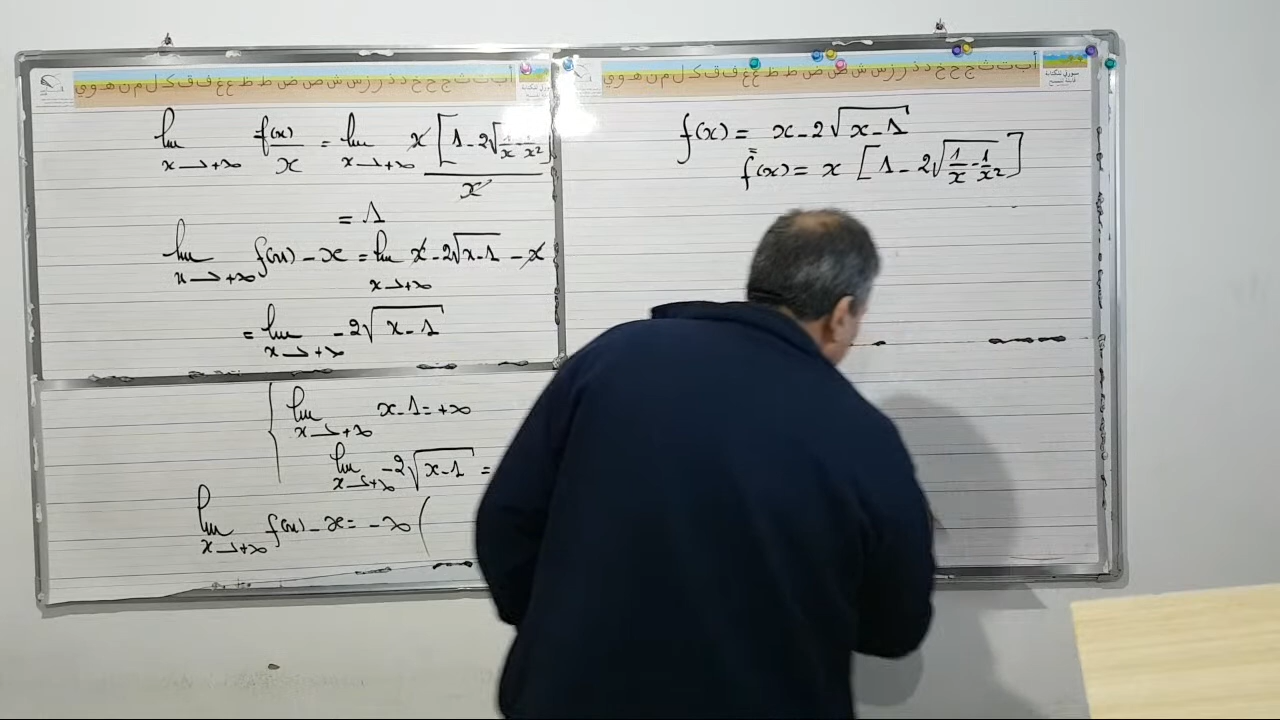 أ ب ت ث ج ح خ د ذ ر ز س ش ص ض ط ظ ع غ ف ق ك ل م ن ه و ي
lim x→+∞ f(x)/x = lim x→+∞ x[1-2√(1/x-1/x²)]/x
= 1
lim x→+∞ f(x)-x = lim x→+∞ x-2√(x-1)-x
= lim x→+∞ -2√(x-1)
lim x→+∞ x-1=+∞
lim x→+∞ -2√(x-1) =
lim x→+∞ f(x)-x = -∞ (
أ ب ت ث ج ح خ د ذ ر ز س ش ص ض ط ظ ع غ ف ق ك ل م ن ه و ي
f(x) = x-2√(x-1)
f(x) = x [1-2√(1/x-1/x²)]